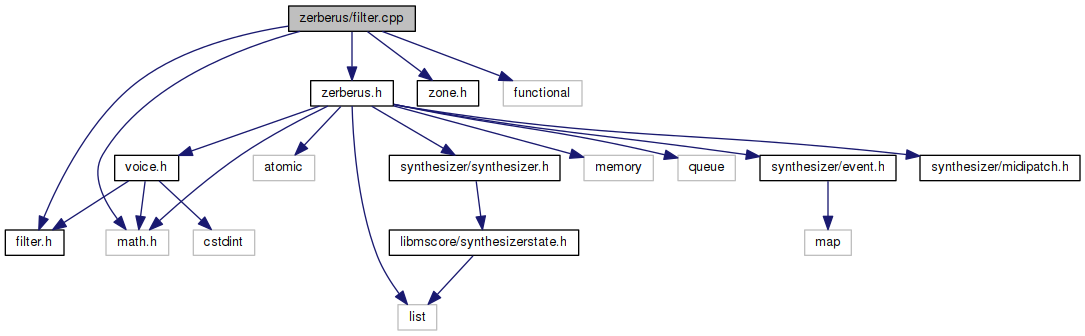 zerberus/filter.cpp
zerberus.h
zone.h
functional
voice.h
atomic
synthesizer/synthesizer.h
memory
queue
synthesizer/event.h
synthesizer/midipatch.h
filter.h
math.h
cstdint
libmscore/synthesizerstate.h
map
list